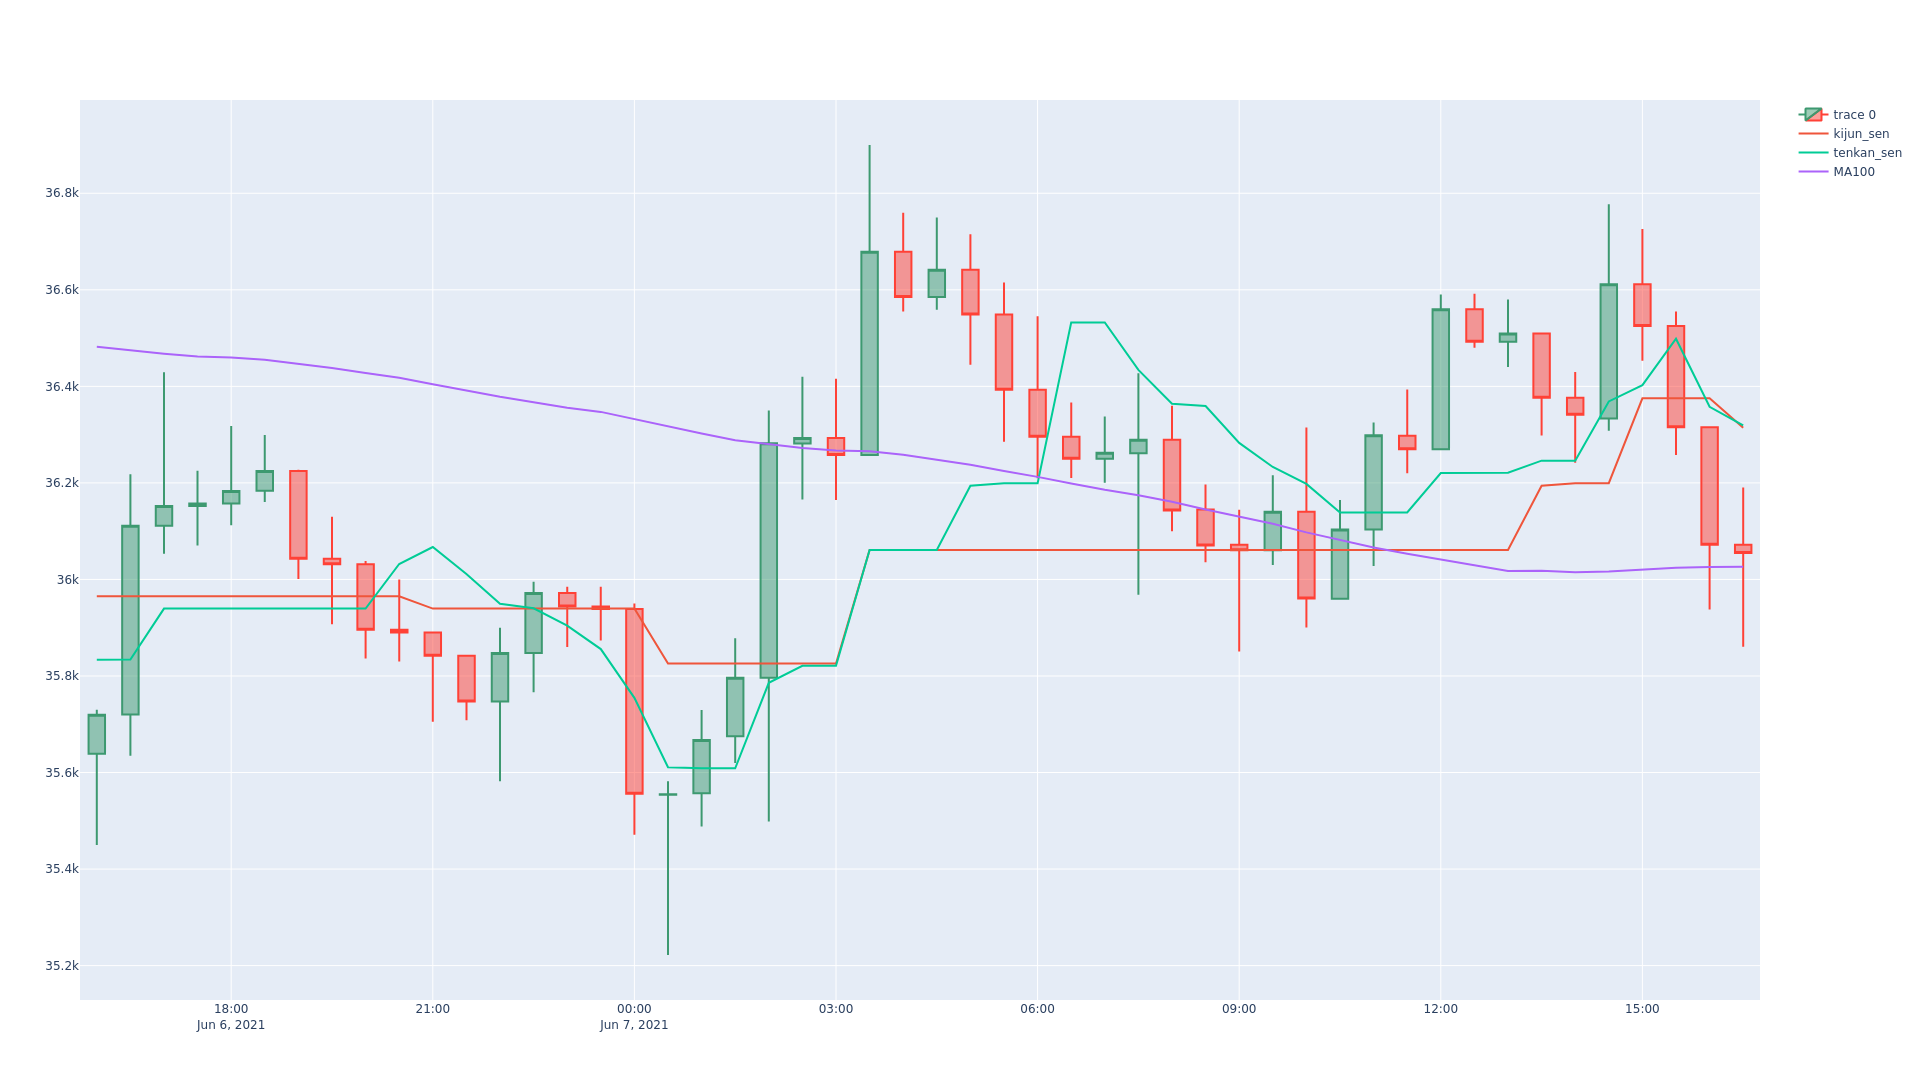 trace 0
kijun_sen
tenkan_sen
MA100
36.8k
36.6k
36.4k
36.2k
36k
35.8k
35.6k
35.4k
35.2k
18:00 21:00 00:00 03:00 06:00 09:00 12:00 15:00
Jun 6, 2021 Jun 7, 2021